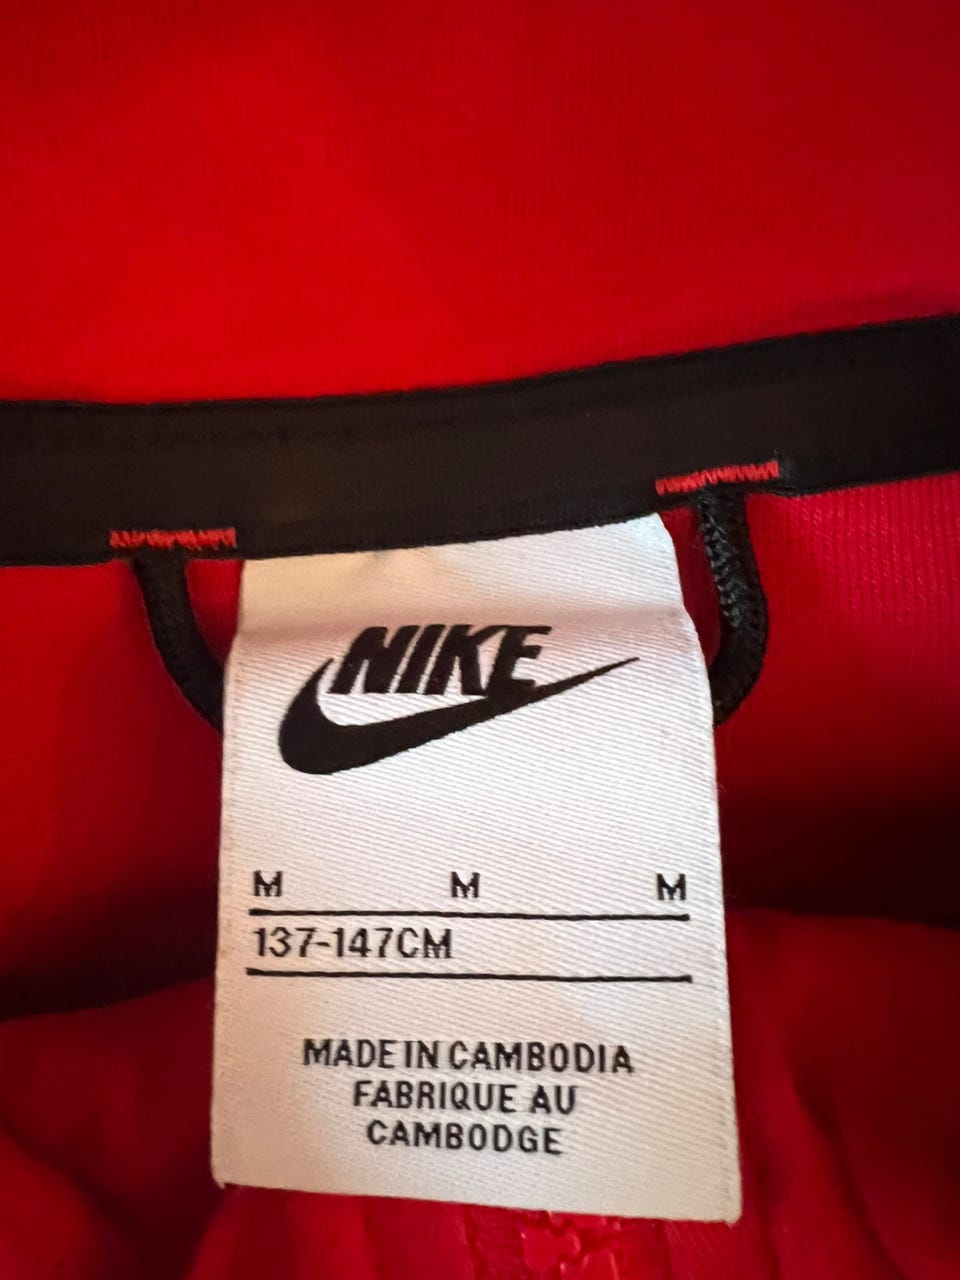 NIKE
M M M
137-147CM
MADE IN CAMBODIA
FABRIQUE AU
CAMBODGE